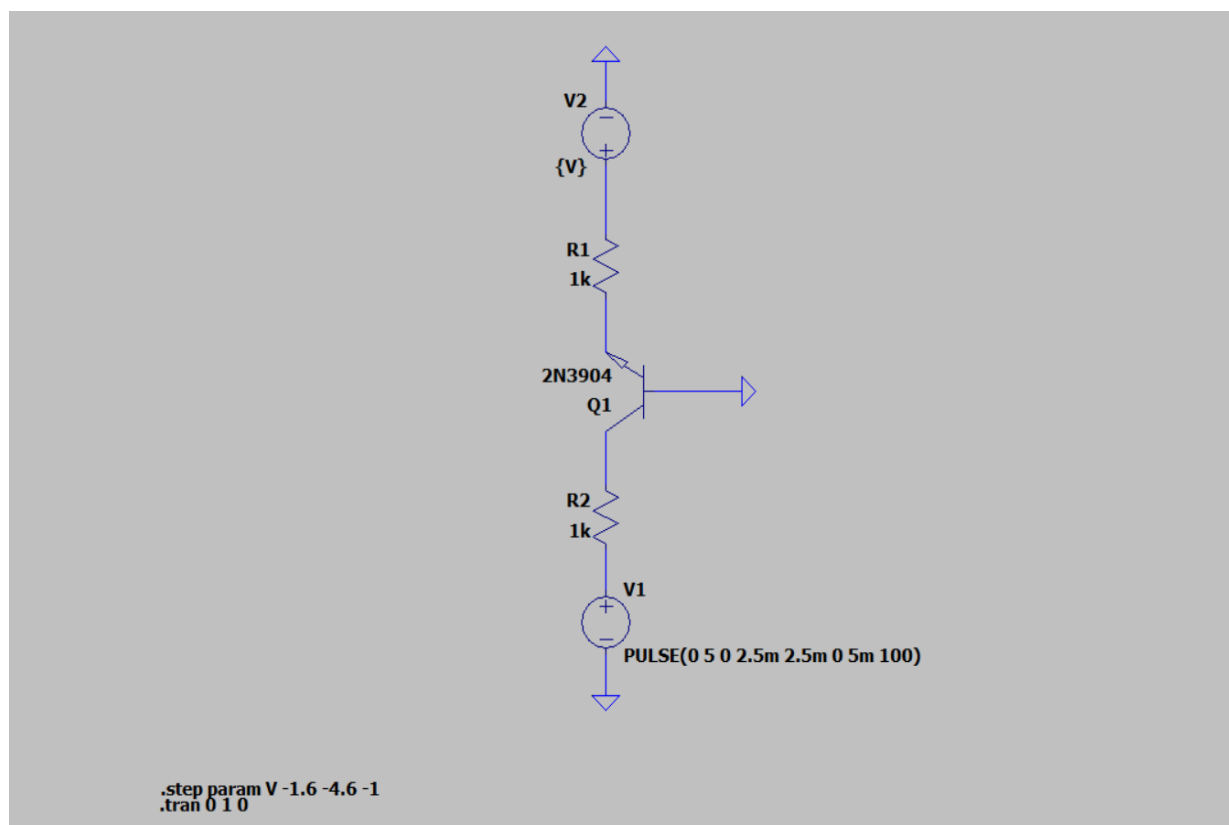 V2
{V}
R1
1k
2N3904
Q1
R2
1k
V1
PULSE(0 5 0 2.5m 2.5m 0 5m 100)
.step param V -1.6 -4.6 -1
.tran 0 1 0